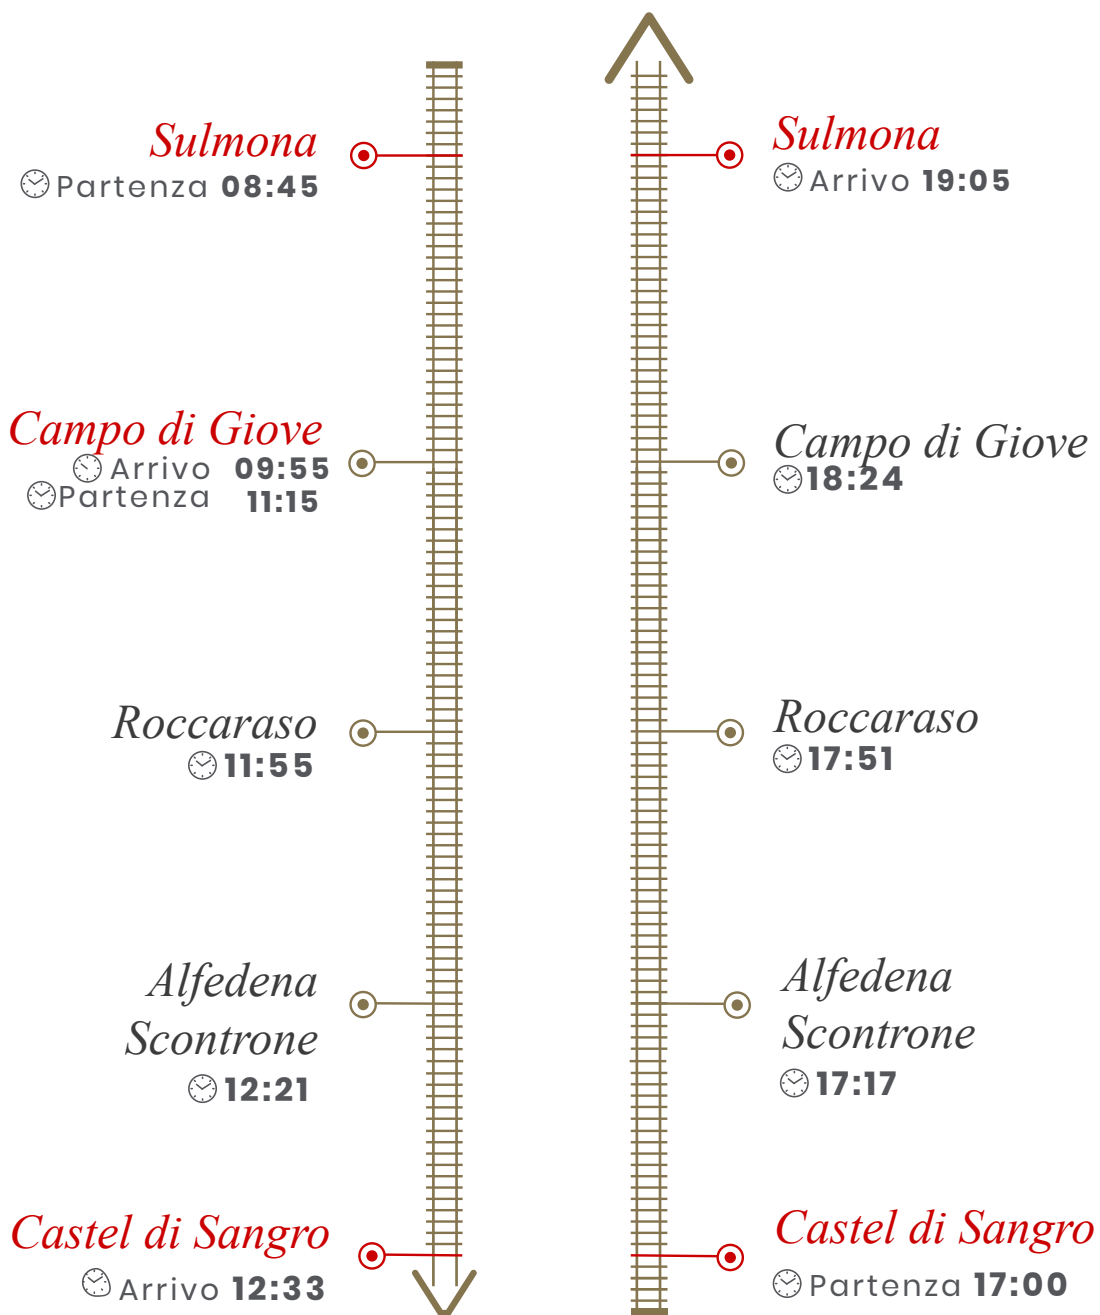 Sulmona
Partenza 08:45
Campo di Giove
Arrivo 09:55
Partenza 11:15
Roccaraso
11:55
Alfedena
Scontrone
12:21
Castel di Sangro
Arrivo 12:33
Sulmona
Arrivo 19:05
Campo di Giove
18:24
Roccaraso
17:51
Alfedena
Scontrone
17:17
Castel di Sangro
Partenza 17:00